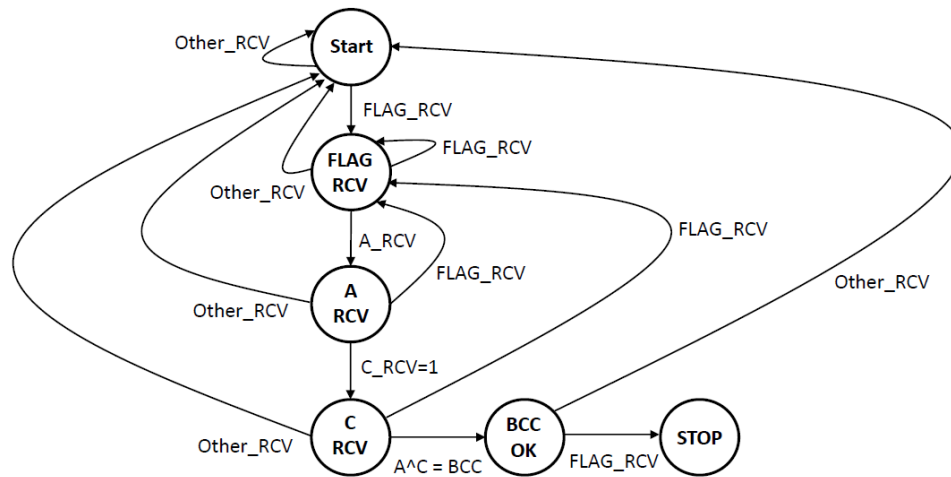 Other_RCV
Start
FLAG_RCV
FLAG
RCV
FLAG_RCV
Other_RCV
A_RCV
FLAG_RCV
FLAG_RCV
Other_RCV
A
RCV
Other_RCV
C_RCV=1
C
RCV
Other_RCV
A^C = BCC
BCC
OK
FLAG_RCV
STOP